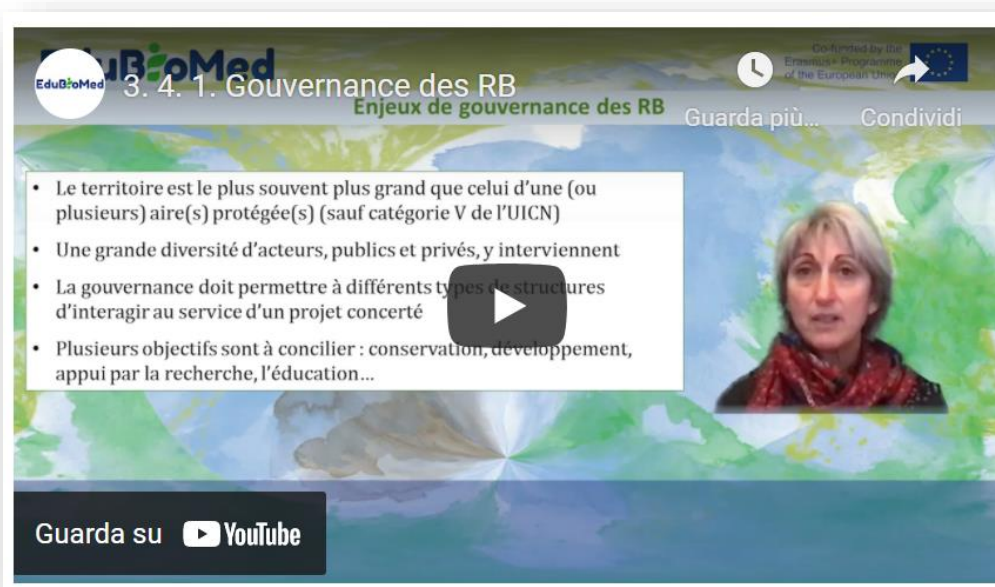 EduBioMed
EduBioMed
3. 4. 1. Gouvernance des RB
Co-funded by the
Erasmus+ Programme
of the European Union
Enjeux de gouvernance des RB
Guarda più...
Condividi
• Le territoire est le plus souvent plus grand que celui d'une (ou
plusieurs) aire(s) protégée(s) (sauf catégorie V de l'UICN)
• Une grande diversité d'acteurs, publics et privés, y interviennent
• La gouvernance doit permettre à différents types de structures
d'interagir au service d'un projet concerté
• Plusieurs objectifs sont à concilier : conservation, développement,
appui par la recherche, l'éducation...
Guarda su YouTube